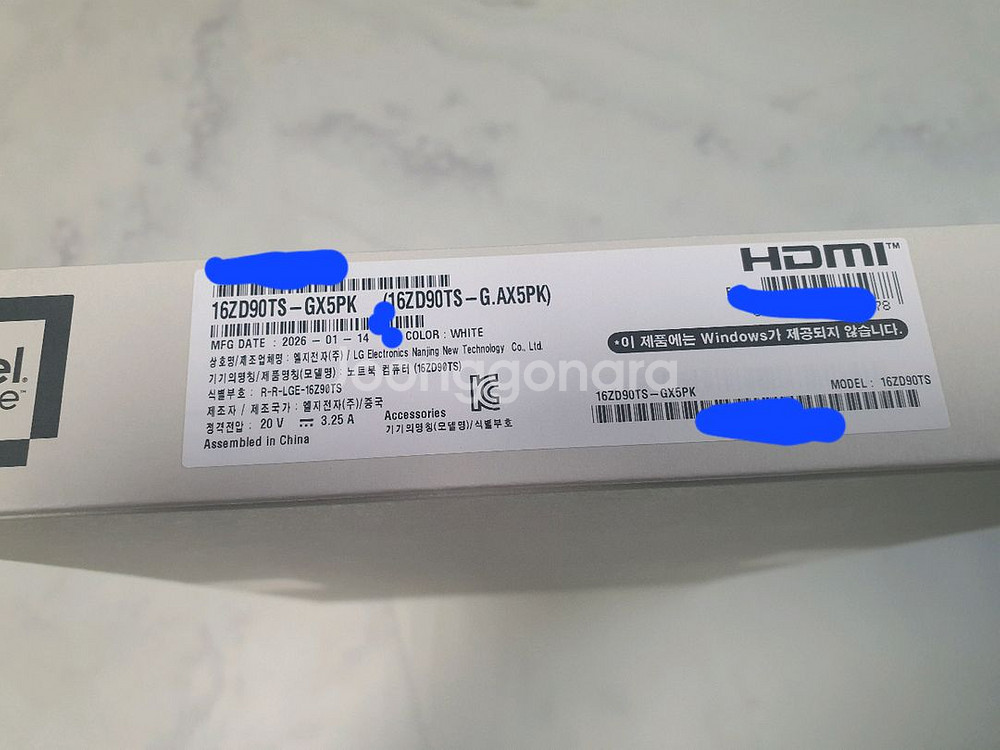 HDMI™
16ZD90TS-GX5PK (16ZD90TS-G.AX5PK)
78
MFG DATE : 2026-01-14 COLOR : WHITE
•이 제품에는 Windows가 제공되지 않습니다.
상호명/제조업체명 : 엘지전자(주) / LG Electronics Nanjing New Technology Co., Ltd.
기기의명칭/제품명칭(모델명) : 노트북 컴퓨터 (16ZD90TS)
식별부호 : R-R-LGE-16Z90TS
제조자 / 제조국가 : 엘지전자(주)/중국
정격전압 : 20 V ⎓ 3.25 A
Assembled in China
Accessories
기기의명칭(모델명)/식별부호
16ZD90TS-GX5PK
MODEL : 16ZD90TS
el.
e™
joonggonara